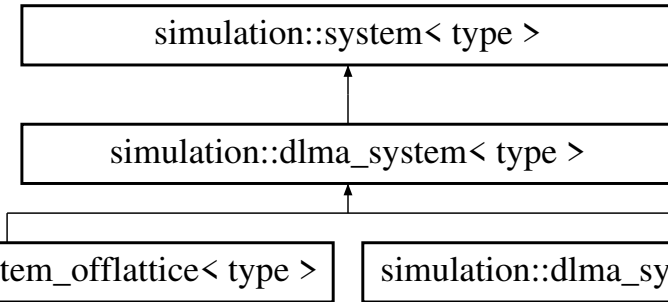 simulation::system< type >
simulation::dlma_system< type >
tem_offlattice< type >
simulation::dlma_sy